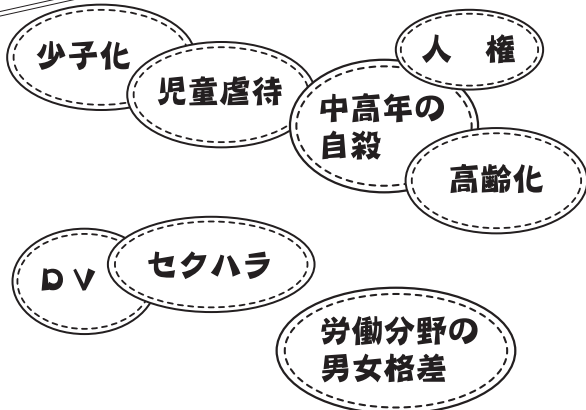 少子化
児童虐待
人 権
中高年の
自殺
高齢化
DV
セクハラ
労働分野の
男女格差